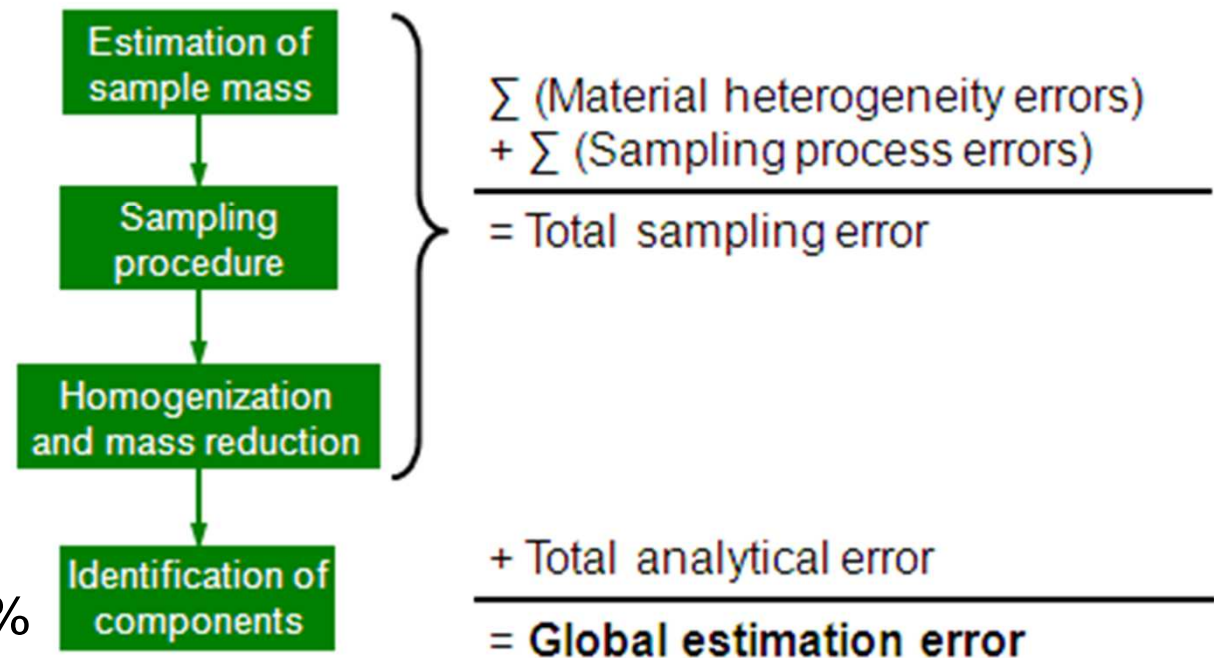 Estimation of
sample mass
Sampling
procedure
Homogenization
and mass reduction
Identification of
components
%
∑ (Material heterogeneity errors)
+ ∑ (Sampling process errors)
= Total sampling error
+ Total analytical error
= Global estimation error